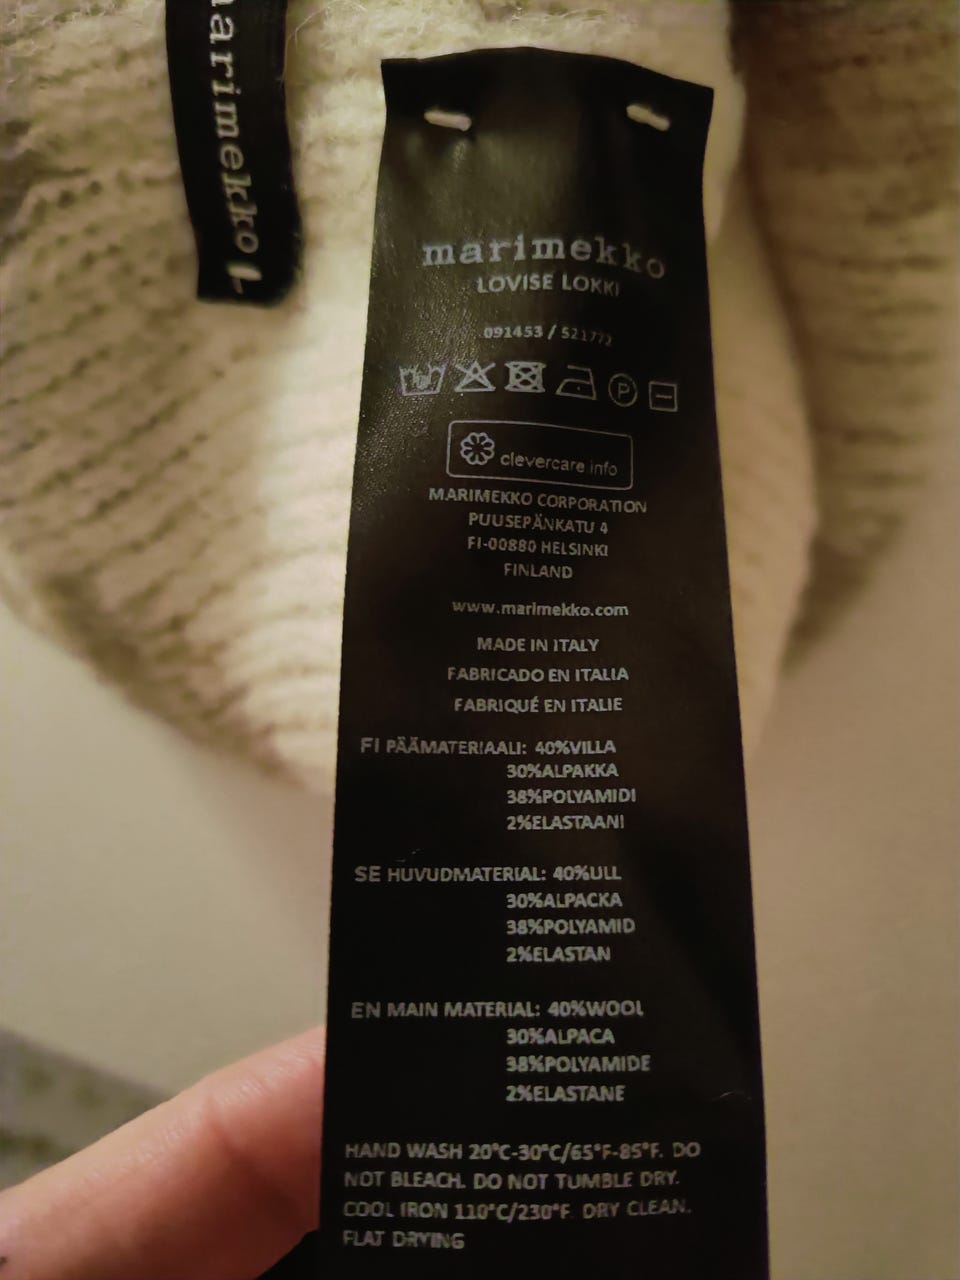 marimekko
marimekko
LOVISE LOKKI
091453 / 521772
P
clevercare.info
MARIMEKKO CORPORATION
PUUSEPÄNKATU 4
FI-00880 HELSINKI
FINLAND
www.marimekko.com
MADE IN ITALY
FABRICADO EN ITALIA
FABRIQUÉ EN ITALIE
FI PÄÄMATERIAALI: 40%VILLA
30%ALPAKKA
38%POLYAMIDI
2%ELASTAANI
SE HUVUDMATERIAL: 40%ULL
30%ALPACKA
38%POLYAMID
2%ELASTAN
EN MAIN MATERIAL: 40%WOOL
30%ALPACA
38%POLYAMIDE
2%ELASTANE
HAND WASH 20°C-30°C/65°F-85°F. DO
NOT BLEACH. DO NOT TUMBLE DRY.
COOL IRON 110°C/230°F. DRY CLEAN.
FLAT DRYING